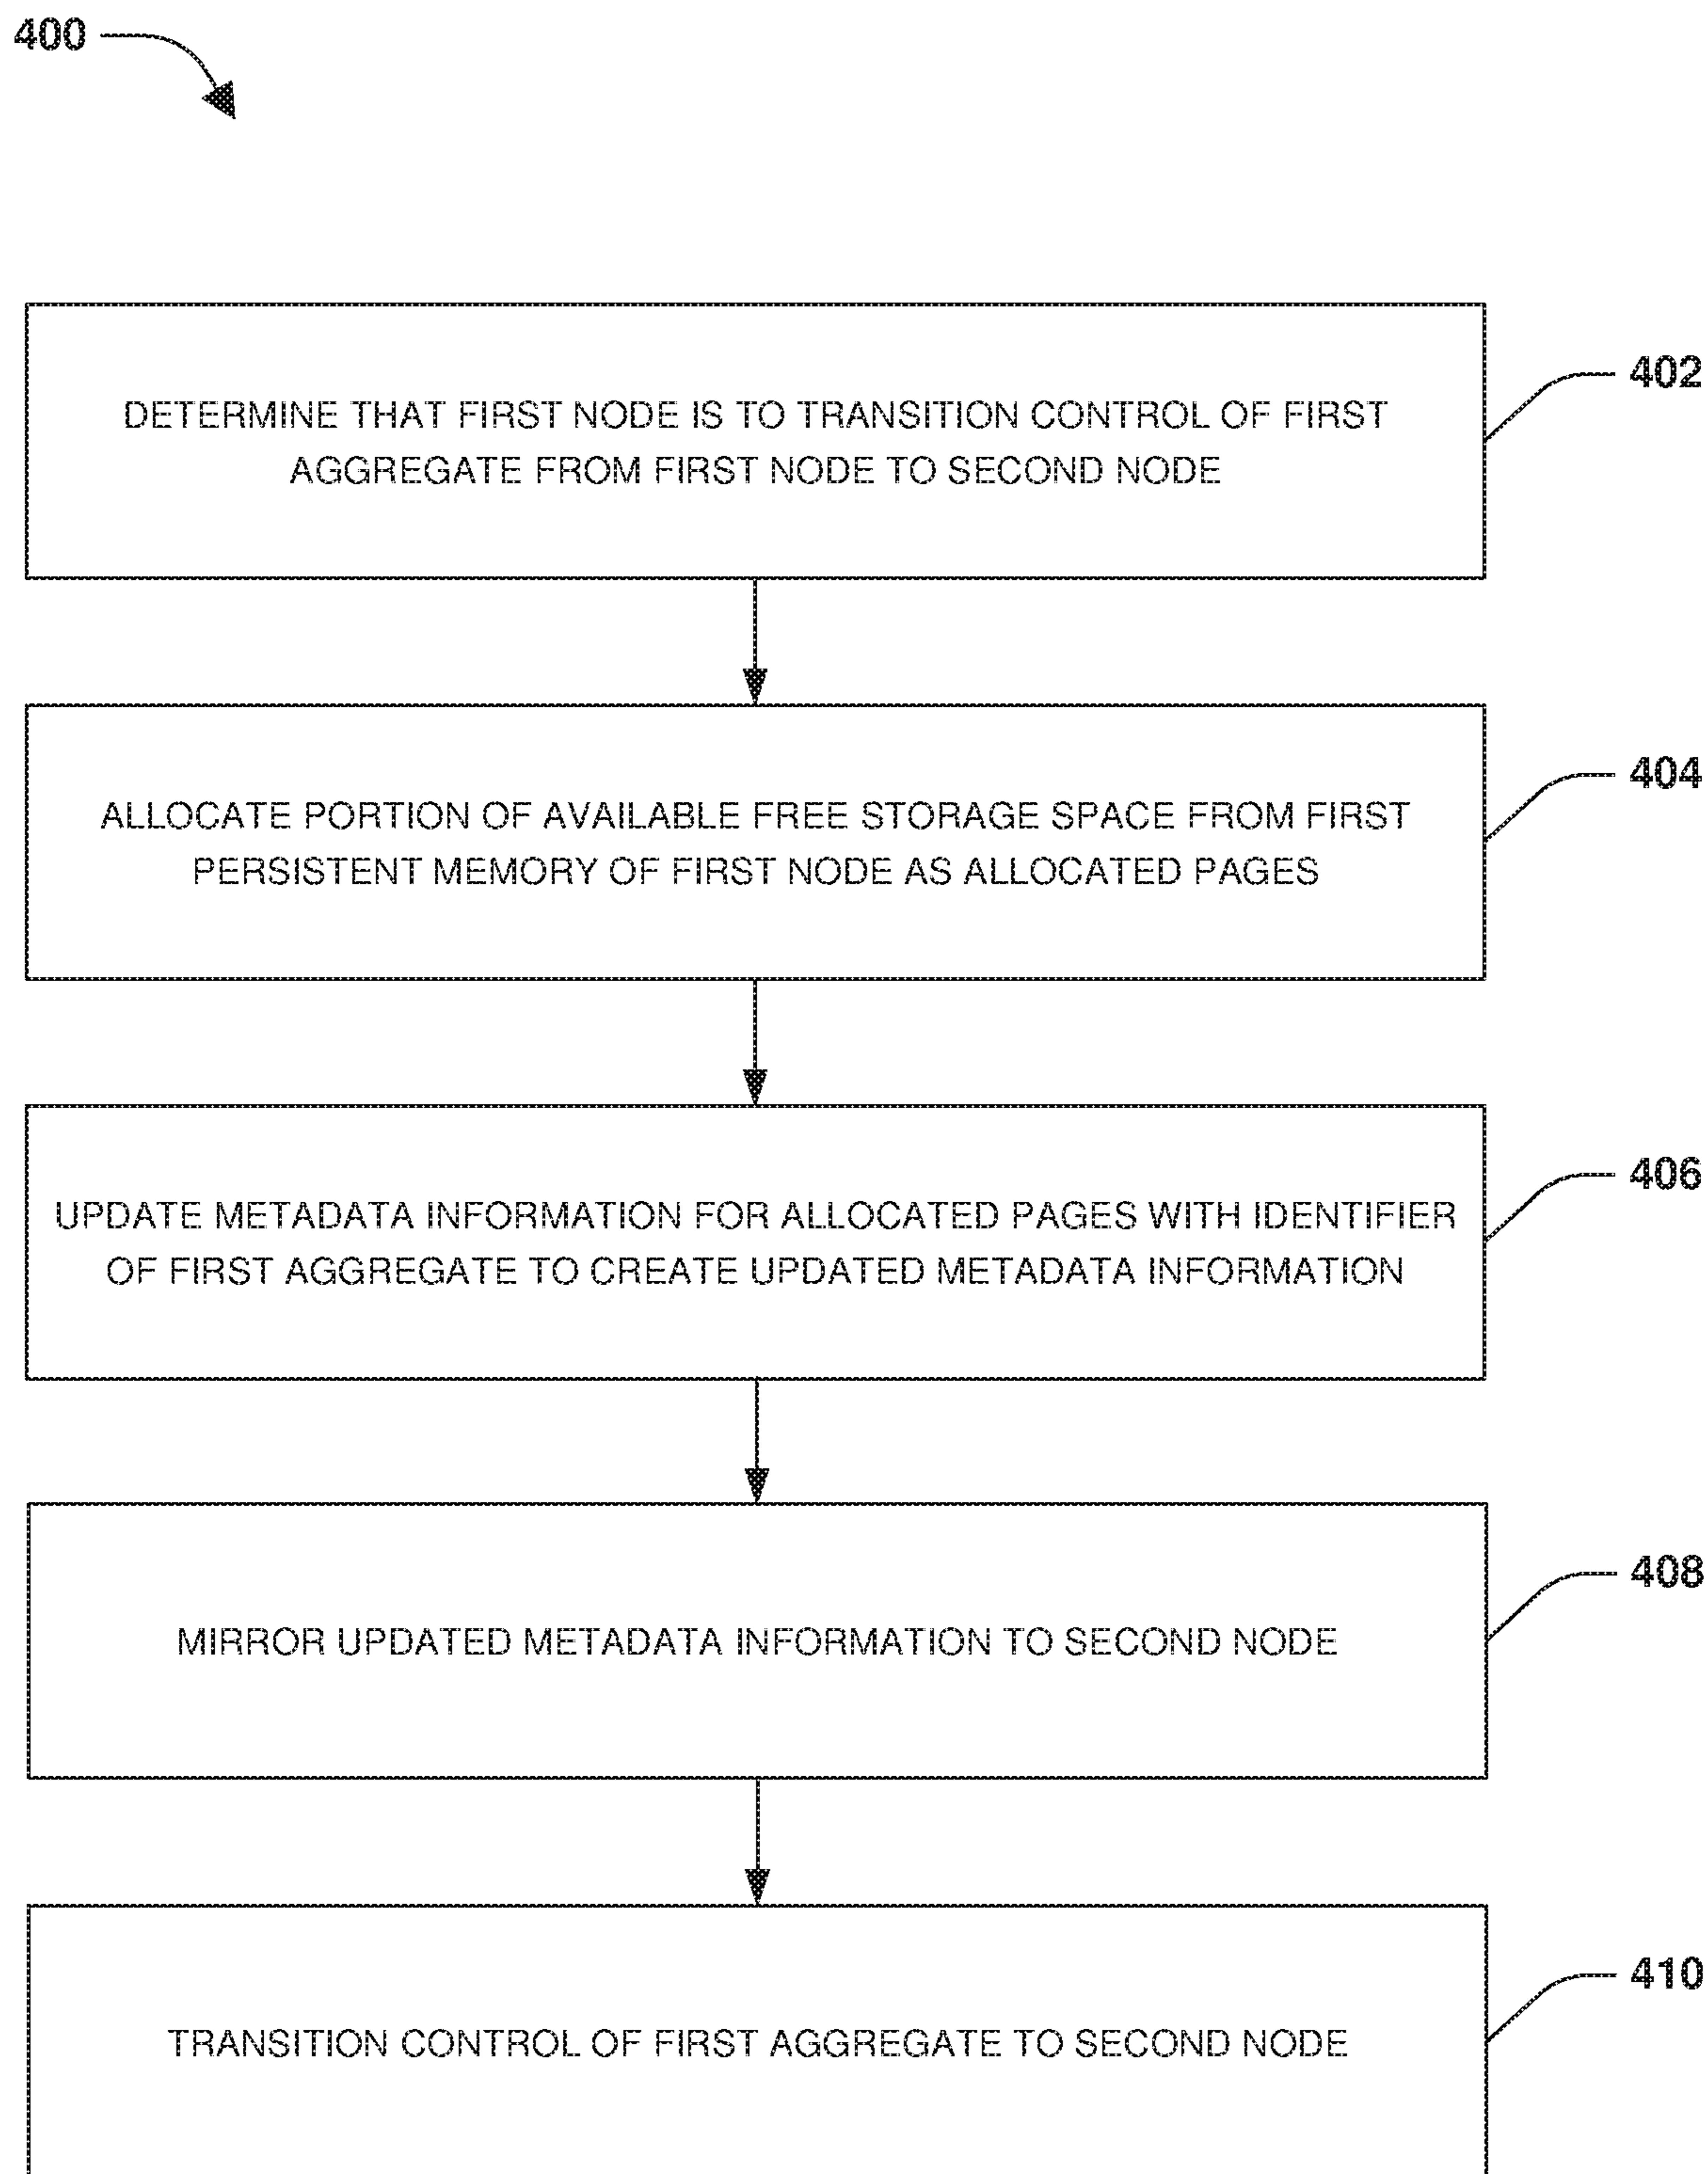 400
DETERMINE THAT FIRST NODE IS TO TRANSITION CONTROL OF FIRST
AGGREGATE FROM FIRST NODE TO SECOND NODE
402
ALLOCATE PORTION OF AVAILABLE FREE STORAGE SPACE FROM FIRST
PERSISTENT MEMORY OF FIRST NODE AS ALLOCATED PAGES
404
UPDATE METADATA INFORMATION FOR ALLOCATED PAGES WITH IDENTIFIER
OF FIRST AGGREGATE TO CREATE UPDATED METADATA INFORMATION
406
MIRROR UPDATED METADATA INFORMATION TO SECOND NODE
408
TRANSITION CONTROL OF FIRST AGGREGATE TO SECOND NODE
410